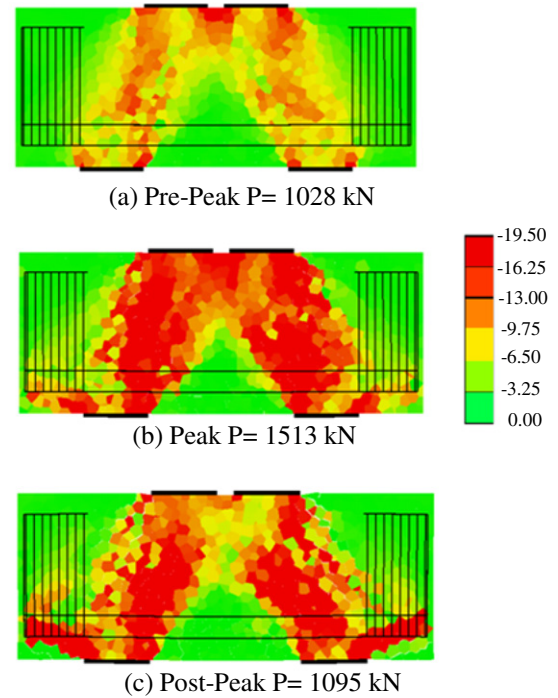 (a) Pre-Peak P= 1028 kN
-19.50
-16.25
-13.00
-9.75
-6.50
-3.25
0.00
(b) Peak P= 1513 kN
(c) Post-Peak P= 1095 kN